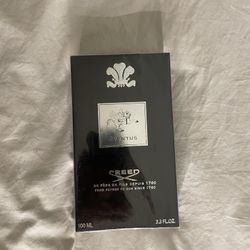 AVENTUS
CREED
DE PÈRE EN FILS DEPUIS 1760
FROM FATHER TO SON SINCE 1760
100 ML
3.3 FL.OZ.